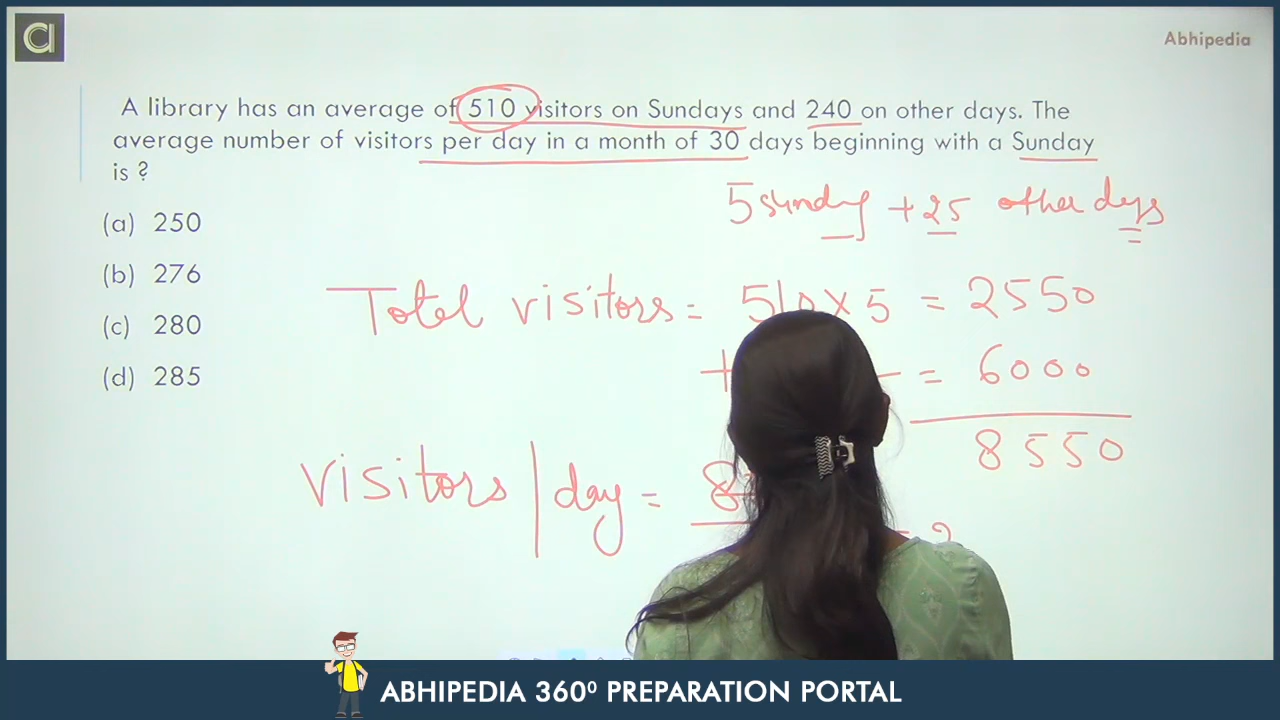 Abhipedia
A library has an average of 510 visitors on Sundays and 240 on other days. The
average number of visitors per day in a month of 30 days beginning with a Sunday
is ?
5 sunday + 25 other days
(a) 250
(b) 276
(c) 280
(d) 285
Total visitors = 510 x 5 = 2550
+ = 6000
8550
visitors / day = 8
ABHIPEDIA 360⁰ PREPARATION PORTAL